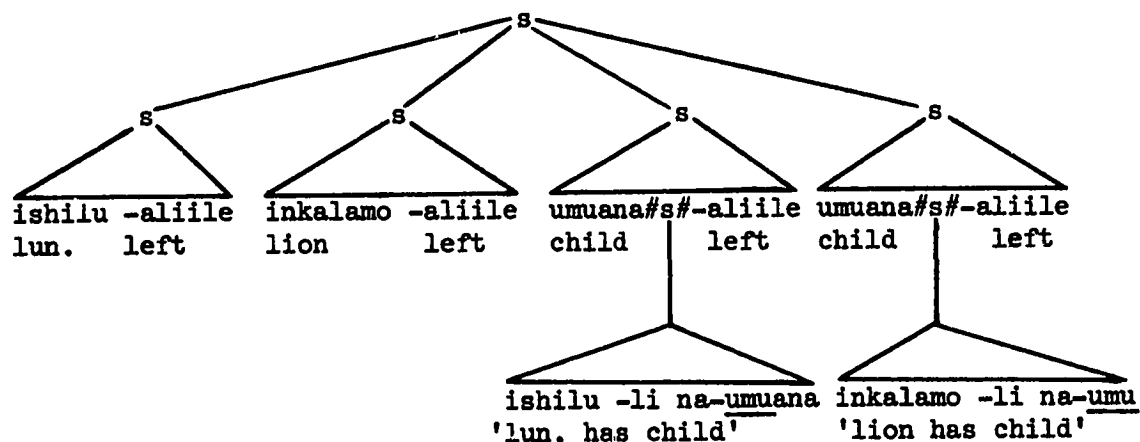 s
s s s s
ishilu -aliile inkalamo -aliile umuana#s#-aliile umuana#s#-aliile
lun. left lion left child left child left
ishilu -li na-umuana inkalamo -li na-umu
'lun. has child' 'lion has child'